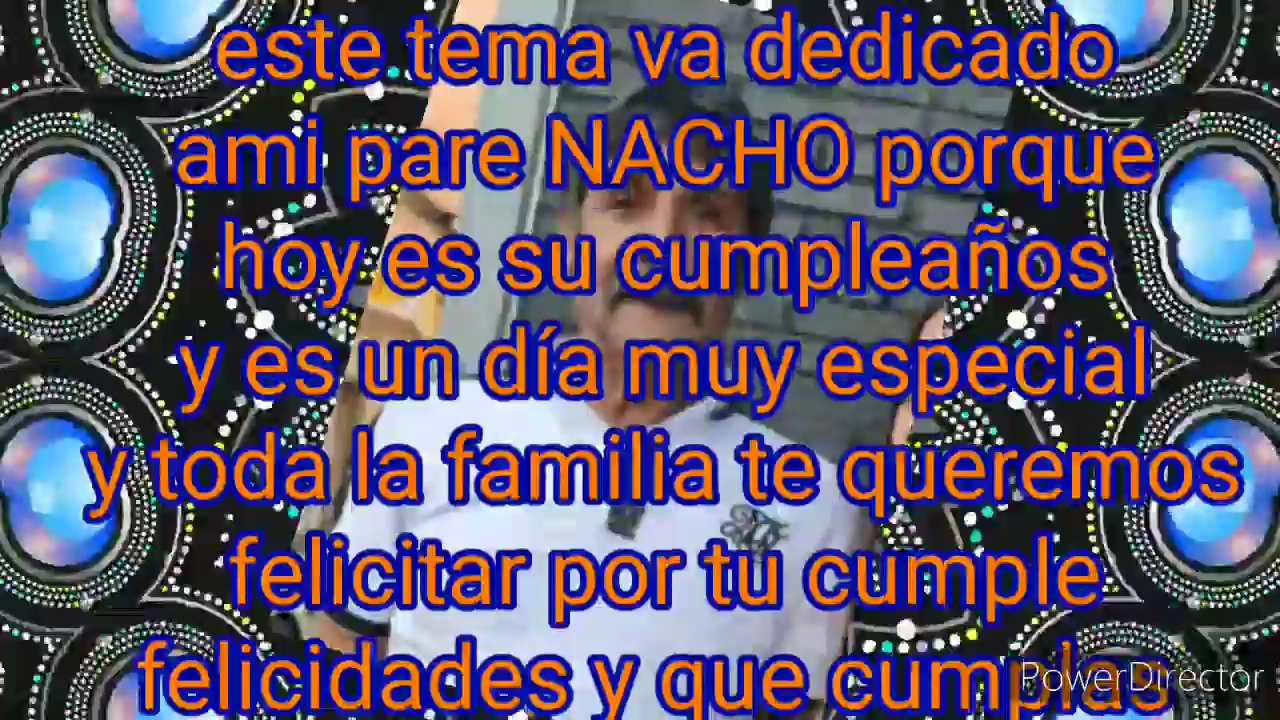 este tema va dedicado
ami pare NACHO porque
hoy es su cumpleaños
y es un día muy especial
y toda la familia te queremos
felicitar por tu cumple
felicidades y que cumplas
PowerDirector